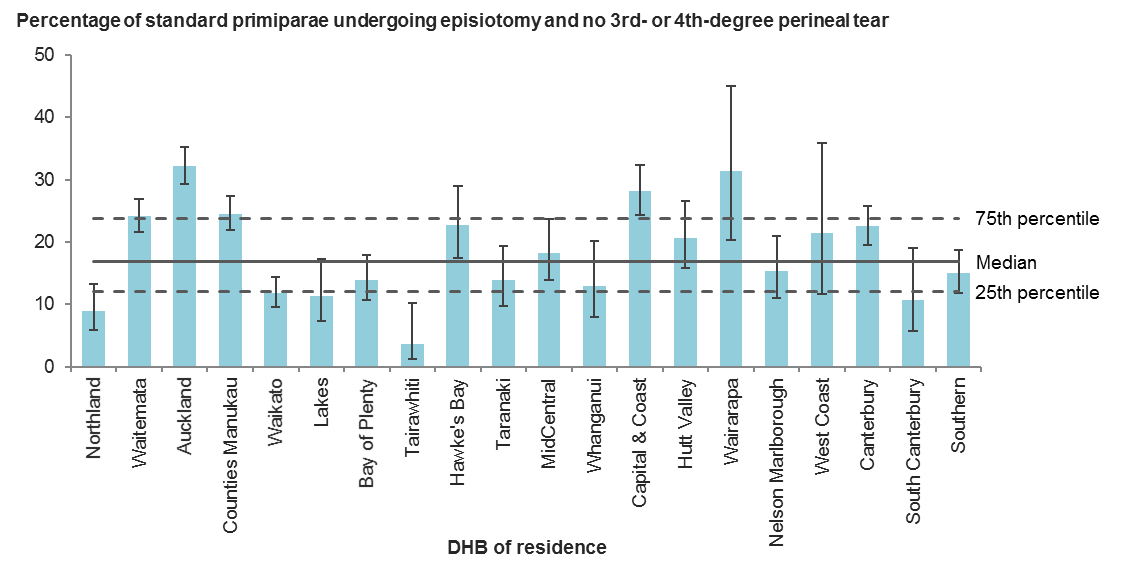 Percentage of standard primiparae undergoing episiotomy and no 3rd- or 4th-degree perineal tear
50
40
30
20
10
0
75th percentile
Median
25th percentile
Northland
Waitemata
Auckland
Counties Manukau
Waikato
Lakes
Bay of Plenty
Tairawhiti
Hawke's Bay
Taranaki
MidCentral
Whanganui
Capital & Coast
Hutt Valley
Wairarapa
Nelson Marlborough
West Coast
Canterbury
South Canterbury
Southern
DHB of residence